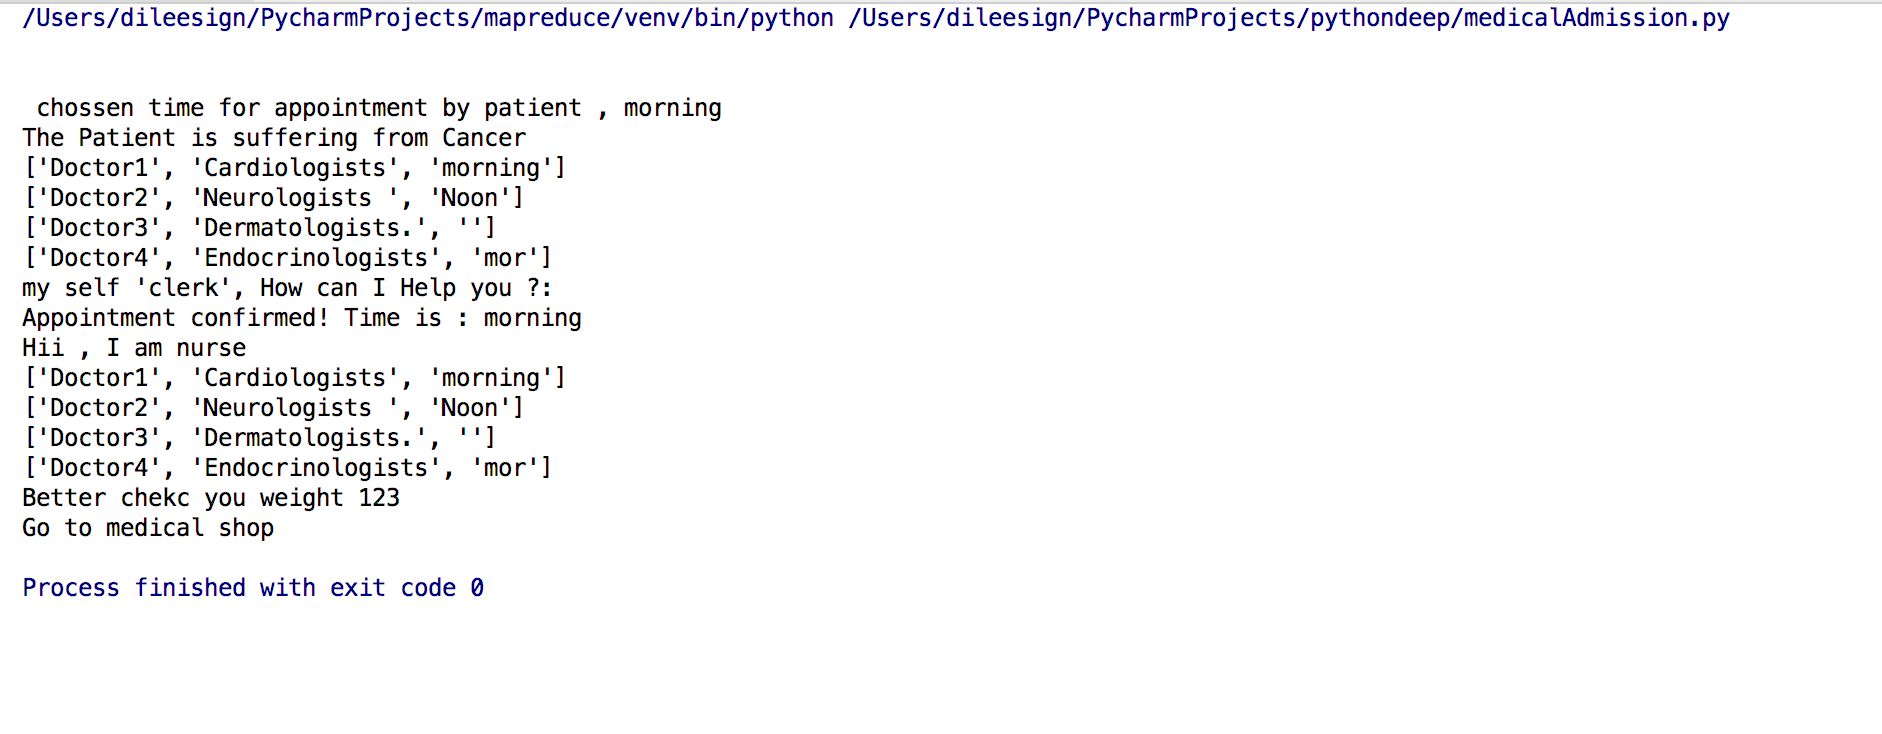 /Users/dileesign/PycharmProjects/mapreduce/venv/bin/python /Users/dileesign/PycharmProjects/pythondeep/medicalAdmission.py
chossen time for appointment by patient , morning
The Patient is suffering from Cancer
['Doctor1', 'Cardiologists', 'morning']
['Doctor2', 'Neurologists ', 'Noon']
['Doctor3', 'Dermatologists.', '']
['Doctor4', 'Endocrinologists', 'mor']
my self 'clerk', How can I Help you ?:
Appointment confirmed! Time is : morning
Hii , I am nurse
['Doctor1', 'Cardiologists', 'morning']
['Doctor2', 'Neurologists ', 'Noon']
['Doctor3', 'Dermatologists.', '']
['Doctor4', 'Endocrinologists', 'mor']
Better chekc you weight 123
Go to medical shop
Process finished with exit code 0